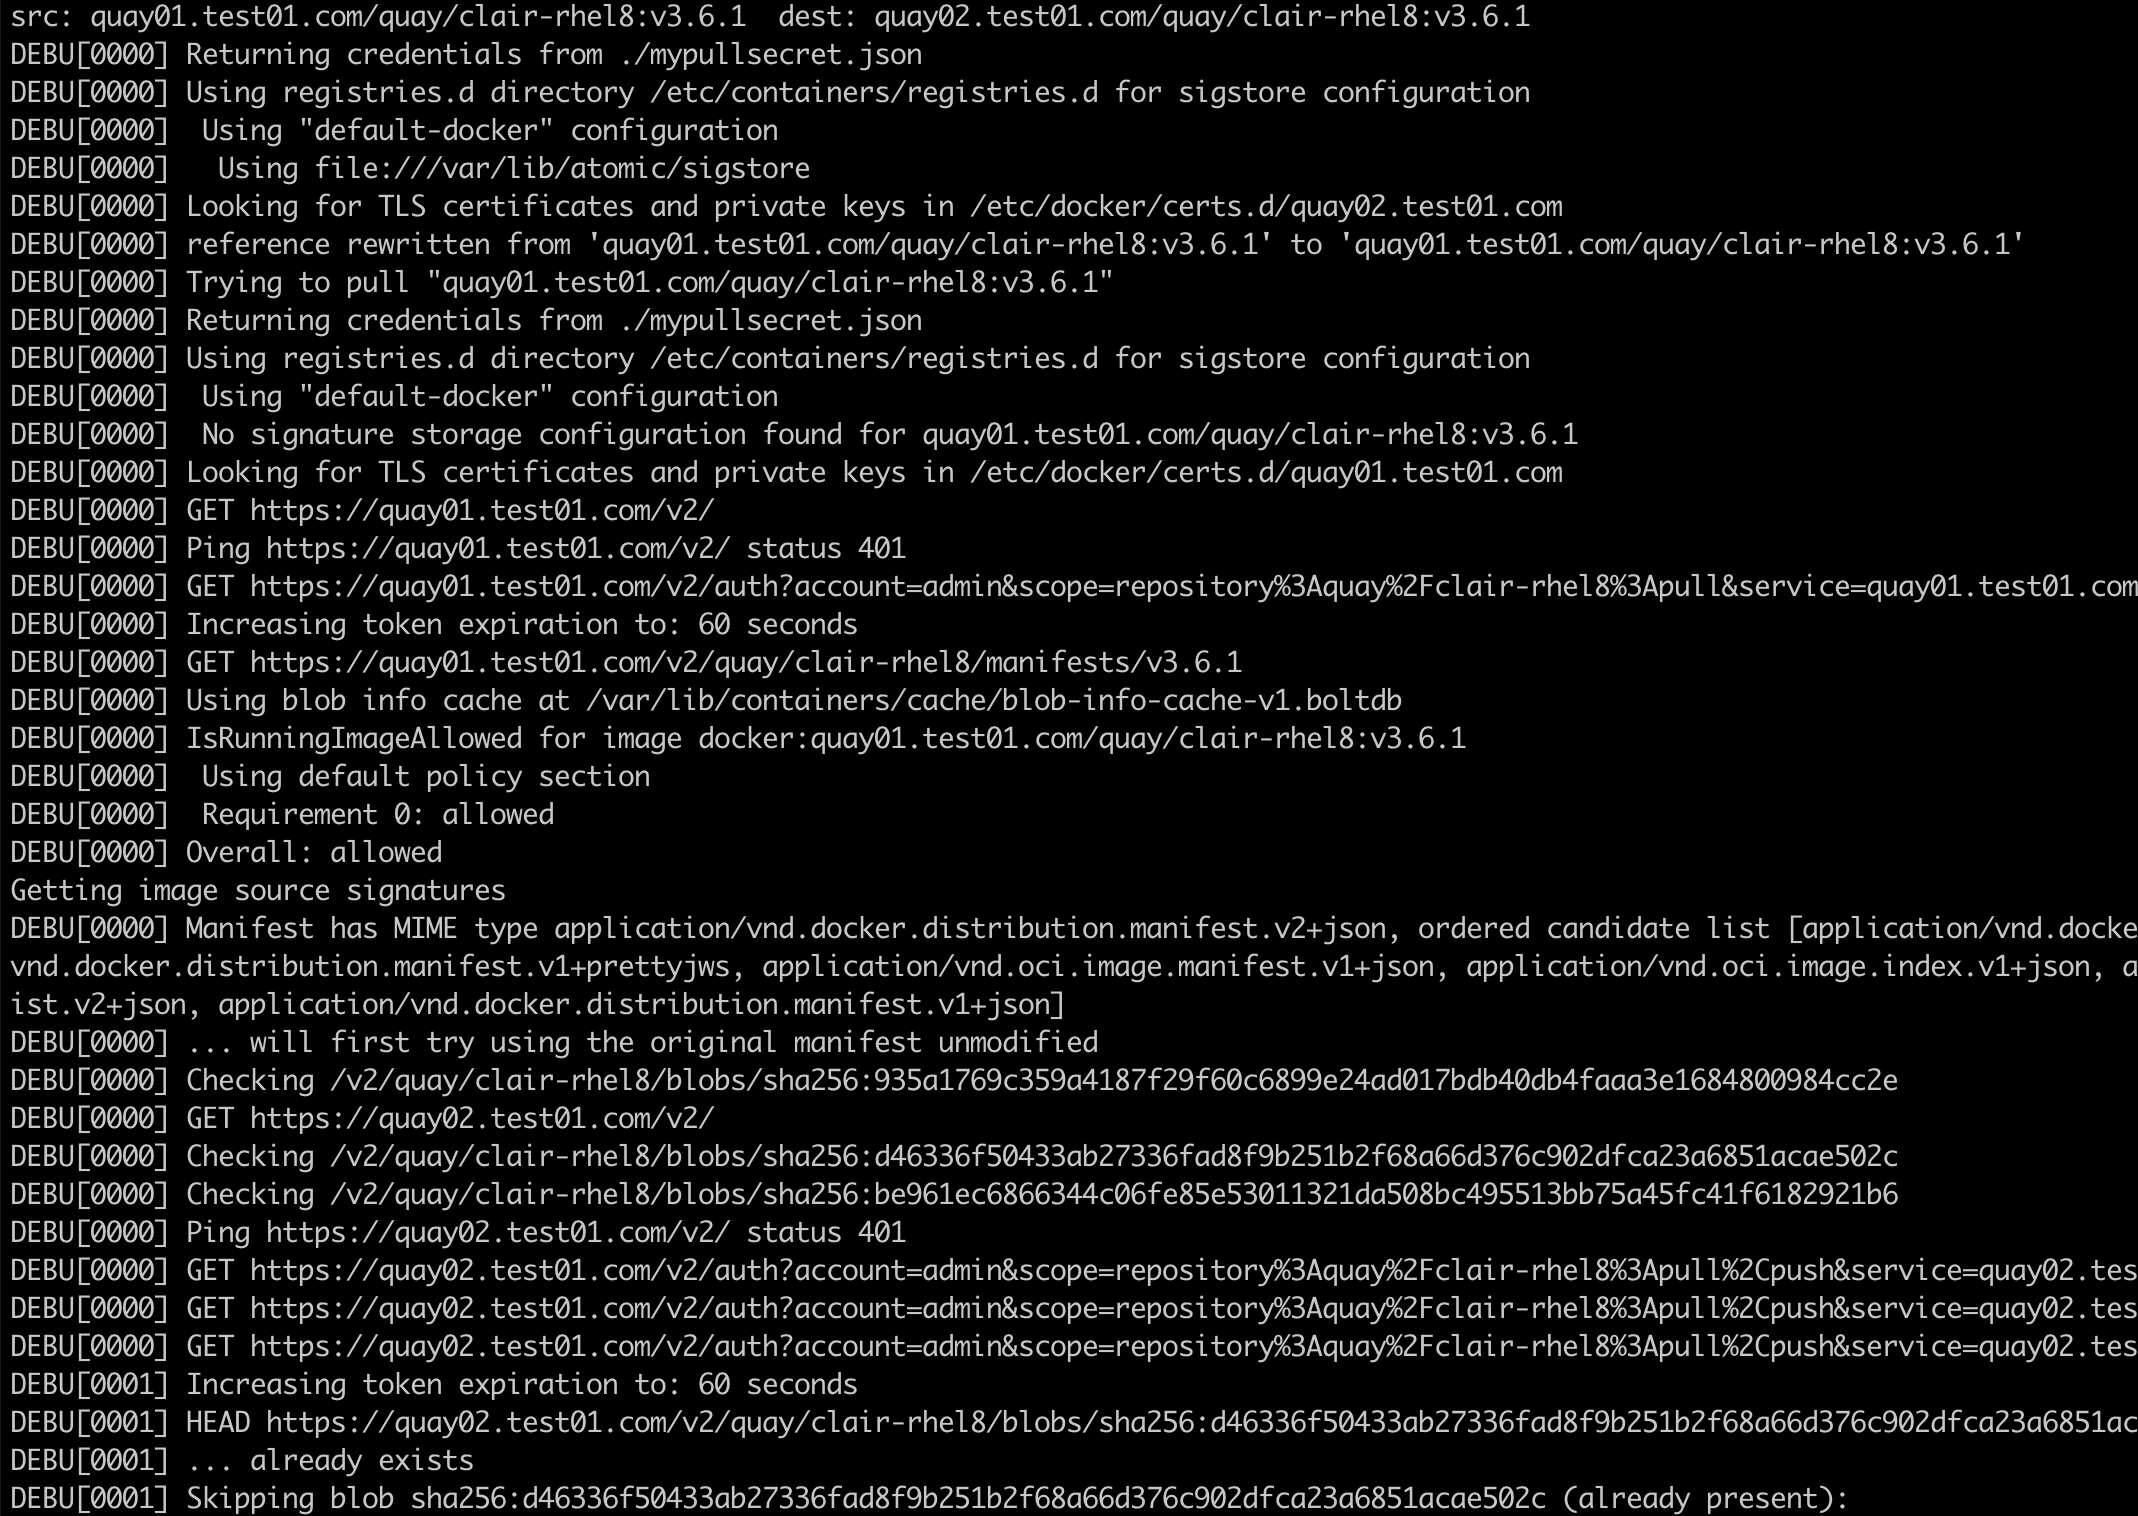 src: quay01.test01.com/quay/clair-rhel8:v3.6.1  dest: quay02.test01.com/quay/clair-rhel8:v3.6.1
DEBU[0000] Returning credentials from ./mypullsecret.json
DEBU[0000] Using registries.d directory /etc/containers/registries.d for sigstore configuration
DEBU[0000]  Using "default-docker" configuration
DEBU[0000]   Using file:///var/lib/atomic/sigstore
DEBU[0000] Looking for TLS certificates and private keys in /etc/docker/certs.d/quay02.test01.com
DEBU[0000] reference rewritten from 'quay01.test01.com/quay/clair-rhel8:v3.6.1' to 'quay01.test01.com/quay/clair-rhel8:v3.6.1'
DEBU[0000] Trying to pull "quay01.test01.com/quay/clair-rhel8:v3.6.1"
DEBU[0000] Returning credentials from ./mypullsecret.json
DEBU[0000] Using registries.d directory /etc/containers/registries.d for sigstore configuration
DEBU[0000]  Using "default-docker" configuration
DEBU[0000]  No signature storage configuration found for quay01.test01.com/quay/clair-rhel8:v3.6.1
DEBU[0000] Looking for TLS certificates and private keys in /etc/docker/certs.d/quay01.test01.com
DEBU[0000] GET https://quay01.test01.com/v2/
DEBU[0000] Ping https://quay01.test01.com/v2/ status 401
DEBU[0000] GET https://quay01.test01.com/v2/auth?account=admin&scope=repository%3Aquay%2Fclair-rhel8%3Apull&service=quay01.test01.com
DEBU[0000] Increasing token expiration to: 60 seconds
DEBU[0000] GET https://quay01.test01.com/v2/quay/clair-rhel8/manifests/v3.6.1
DEBU[0000] Using blob info cache at /var/lib/containers/cache/blob-info-cache-v1.boltdb
DEBU[0000] IsRunningImageAllowed for image docker:quay01.test01.com/quay/clair-rhel8:v3.6.1
DEBU[0000]  Using default policy section
DEBU[0000]  Requirement 0: allowed
DEBU[0000] Overall: allowed
Getting image source signatures
DEBU[0000] Manifest has MIME type application/vnd.docker.distribution.manifest.v2+json, ordered candidate list [application/vnd.docke
vnd.docker.distribution.manifest.v1+prettyjws, application/vnd.oci.image.manifest.v1+json, application/vnd.oci.image.index.v1+json, a
ist.v2+json, application/vnd.docker.distribution.manifest.v1+json]
DEBU[0000] ... will first try using the original manifest unmodified
DEBU[0000] Checking /v2/quay/clair-rhel8/blobs/sha256:935a1769c359a4187f29f60c6899e24ad017bdb40db4faaa3e1684800984cc2e
DEBU[0000] GET https://quay02.test01.com/v2/
DEBU[0000] Checking /v2/quay/clair-rhel8/blobs/sha256:d46336f50433ab27336fad8f9b251b2f68a66d376c902dfca23a6851acae502c
DEBU[0000] Checking /v2/quay/clair-rhel8/blobs/sha256:be961ec6866344c06fe85e53011321da508bc495513bb75a45fc41f6182921b6
DEBU[0000] Ping https://quay02.test01.com/v2/ status 401
DEBU[0000] GET https://quay02.test01.com/v2/auth?account=admin&scope=repository%3Aquay%2Fclair-rhel8%3Apull%2Cpush&service=quay02.tes
DEBU[0000] GET https://quay02.test01.com/v2/auth?account=admin&scope=repository%3Aquay%2Fclair-rhel8%3Apull%2Cpush&service=quay02.tes
DEBU[0000] GET https://quay02.test01.com/v2/auth?account=admin&scope=repository%3Aquay%2Fclair-rhel8%3Apull%2Cpush&service=quay02.tes
DEBU[0001] Increasing token expiration to: 60 seconds
DEBU[0001] HEAD https://quay02.test01.com/v2/quay/clair-rhel8/blobs/sha256:d46336f50433ab27336fad8f9b251b2f68a66d376c902dfca23a6851ac
DEBU[0001] ... already exists
DEBU[0001] Skipping blob sha256:d46336f50433ab27336fad8f9b251b2f68a66d376c902dfca23a6851acae502c (already present):